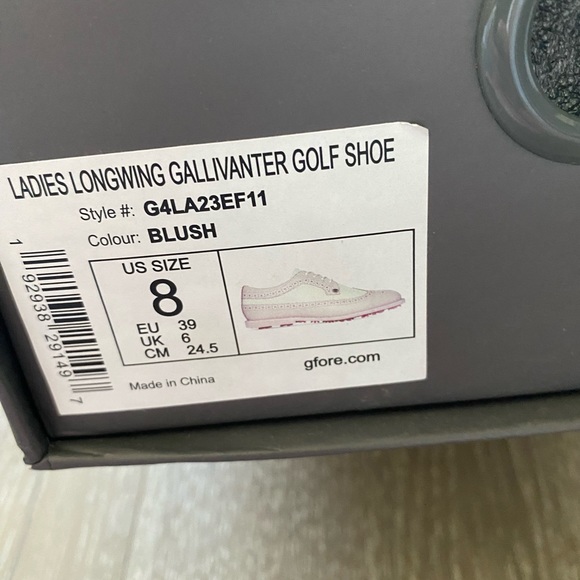 LADIES LONGWING GALLIVANTER GOLF SHOE
Style #: G4LA23EF11
Colour: BLUSH
US SIZE
8
EU 39
UK 6
CM 24.5
gfore.com
Made in China
1 92938 29149 7